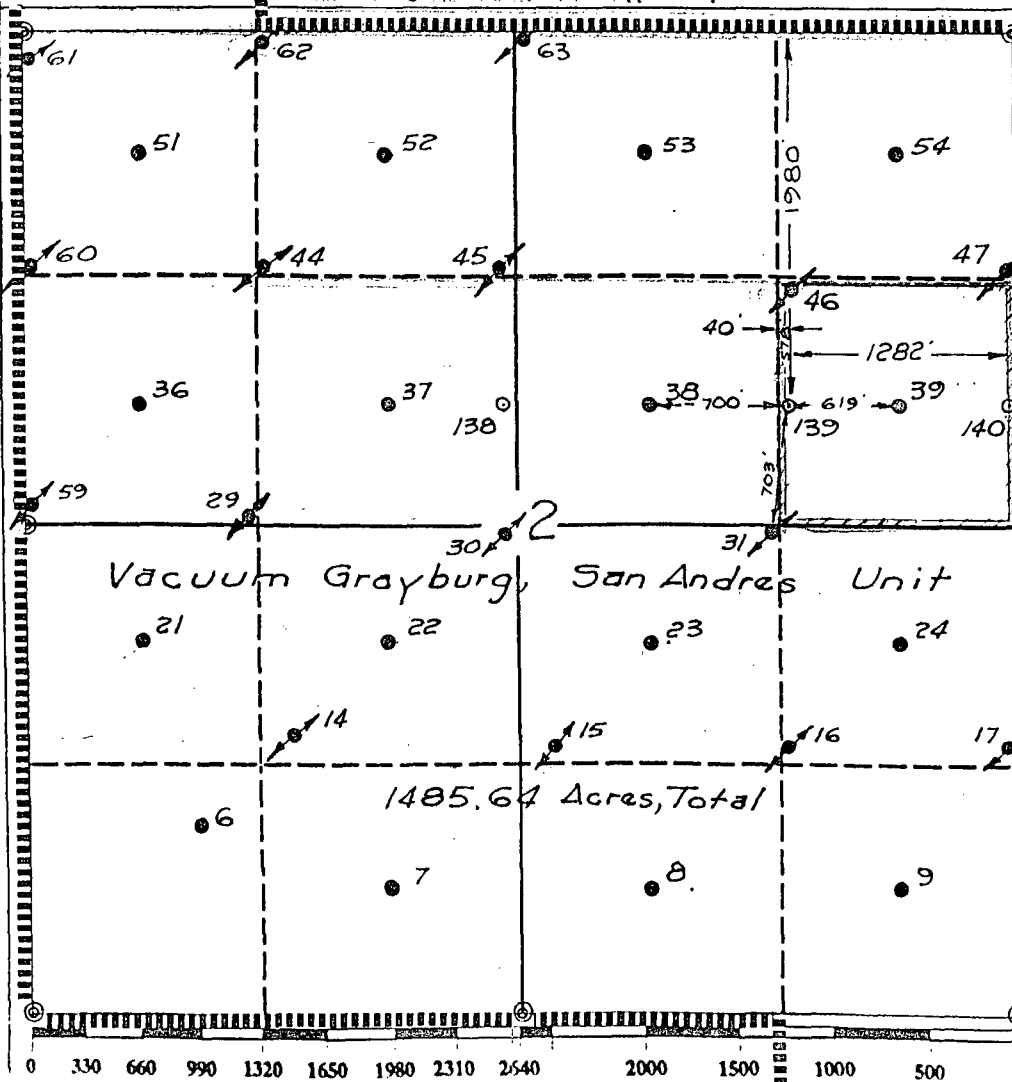 61 62 63
51 52 53 54
1980'
60 44 45 46 47
40' 1282'
36 37 38 700' 619' 39
138 139 140
703'
59 29 2
30 31
Vacuum Grayburg, San Andres Unit
21 22 23 24
14 15 16 17
1485.64 Acres, Total
6
7 8 9
0 330 660 990 1320 1650 1980 2310 2640 2000 1500 1000 500